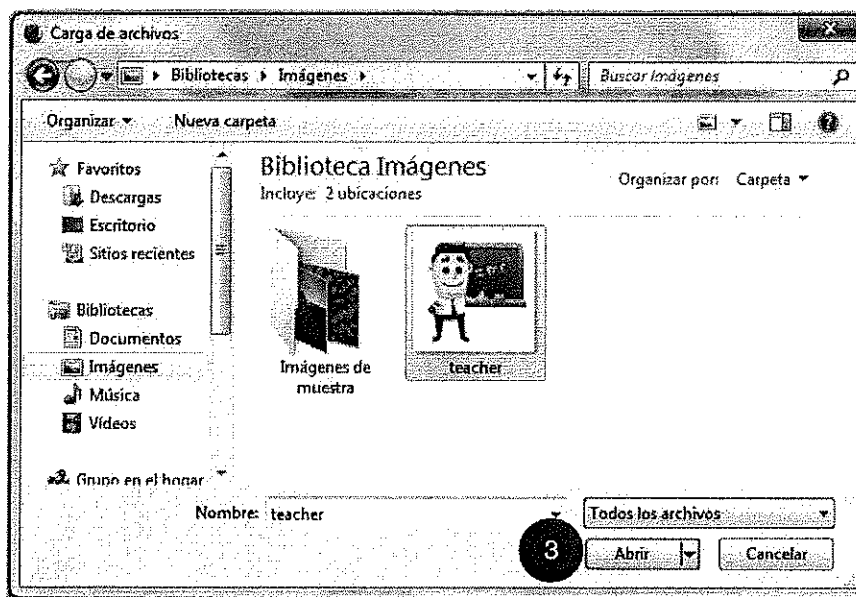 Carga de archivos
Bibliotecas ▸ Imágenes ▸
Buscar Imágenes
Organizar ▾ Nueva carpeta
Favoritos
Descargas
Escritorio
Sitios recientes
Bibliotecas
Documentos
Imágenes
Música
Vídeos
Grupo en el hogar
Biblioteca Imágenes
Incluye: 2 ubicaciones
Organizar por: Carpeta ▾
Imágenes de
muestra
teacher
Nombre: teacher
Todos los archivos
3
Abrir
Cancelar